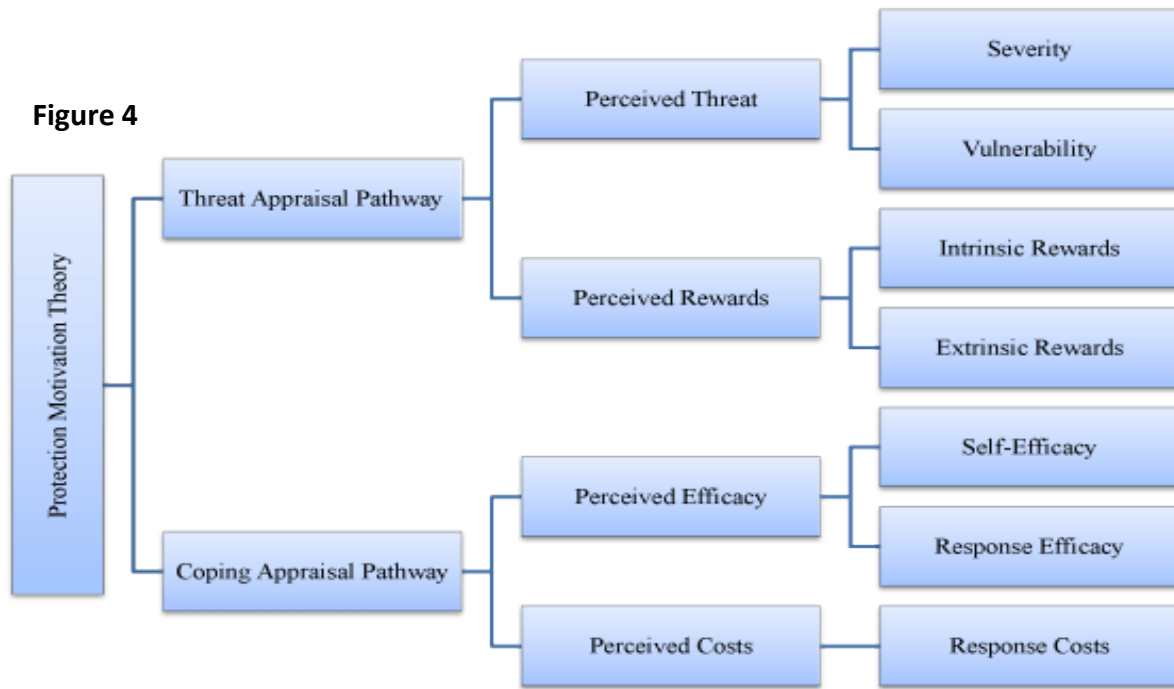 Figure 4
Protection Motivation Theory
Threat Appraisal Pathway
Perceived Threat
Severity
Vulnerability
Perceived Rewards
Intrinsic Rewards
Extrinsic Rewards
Coping Appraisal Pathway
Perceived Efficacy
Self-Efficacy
Response Efficacy
Perceived Costs
Response Costs